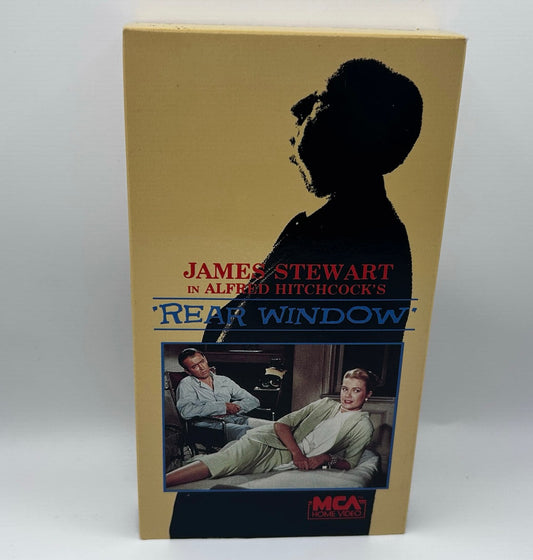 JAMES STEWART
IN ALFRED HITCHCOCK'S
"REAR WINDOW"
MCA
HOME VIDEO